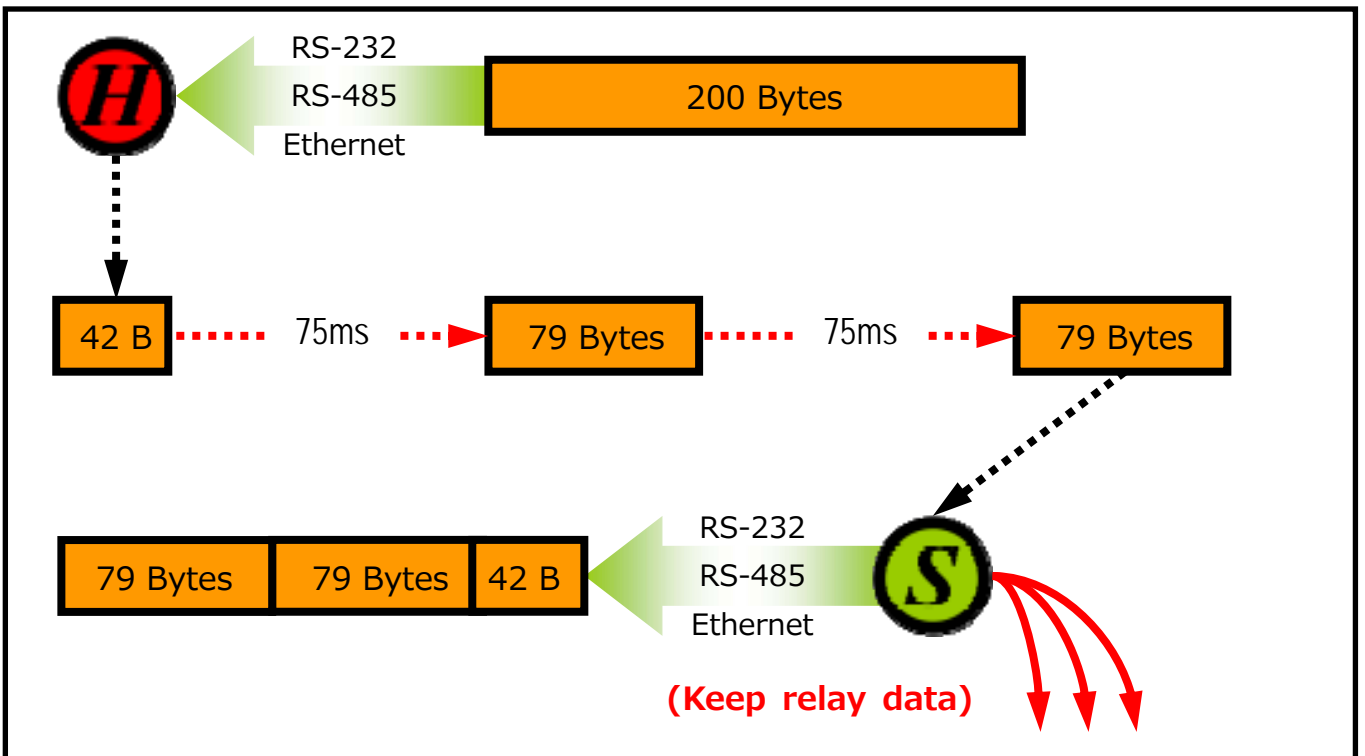 RS-232
H
RS-485
200 Bytes
Ethernet
42 B
75ms
79 Bytes
75ms
79 Bytes
RS-232
79 Bytes
79 Bytes
42 B
RS-485
S
Ethernet
(Keep relay data)